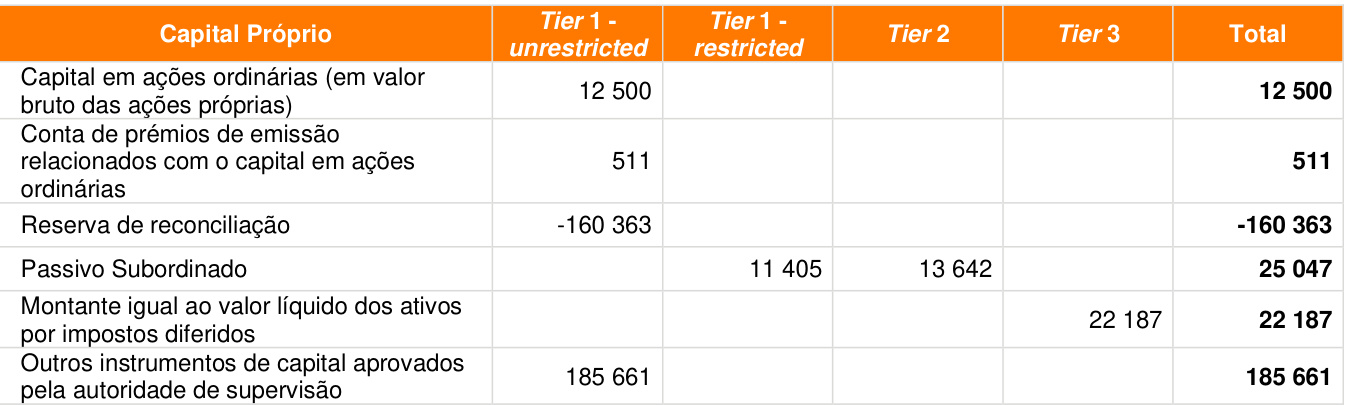 Capital Próprio Tier 1 - unrestricted Tier 1 - restricted Tier 2 Tier 3 Total
Capital em ações ordinárias (em valor
bruto das ações próprias) 12 500 12 500
Conta de prémios de emissão
relacionados com o capital em ações
ordinárias 511 511
Reserva de reconciliação -160 363 -160 363
Passivo Subordinado 11 405 13 642 25 047
Montante igual ao valor líquido dos ativos
por impostos diferidos 22 187 22 187
Outros instrumentos de capital aprovados
pela autoridade de supervisão 185 661 185 661